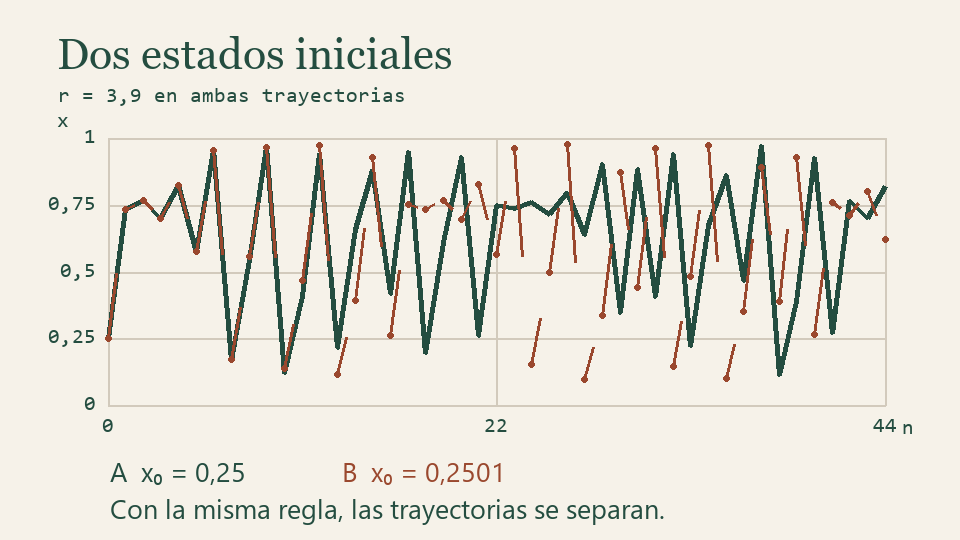 Dos estados iniciales
r = 3,9 en ambas trayectorias
x
1
0,75
0,5
0,25
0
0 22 44 n
A x₀ = 0,25 B x₀ = 0,2501
Con la misma regla, las trayectorias se separan.